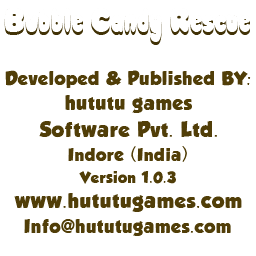 Bubble Candy Rescue
Developed & Published BY:
hututu games
Software Pvt. Ltd.
Indore (India)
Version 1.0.3
www.hututugames.com
Info@hututugames.com